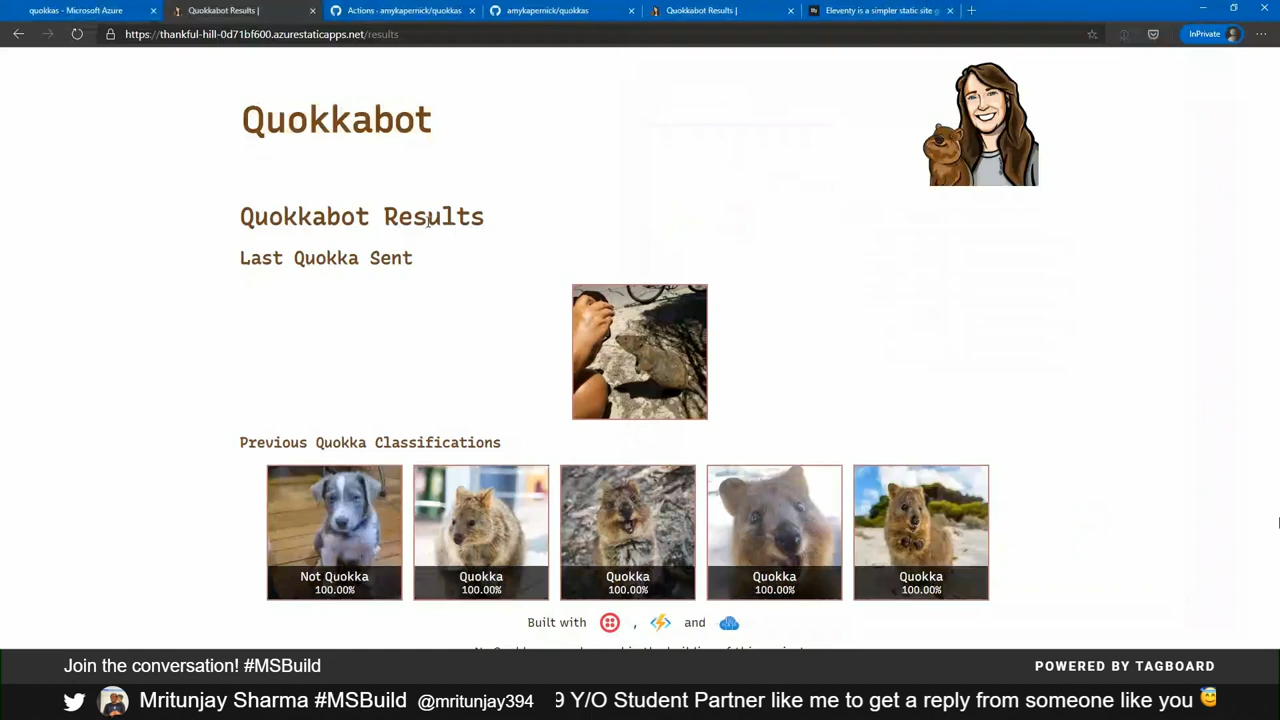 quokkas - Microsoft Azure
Quokkabot Results |
Actions · amykapernick/quokkas
amykapernick/quokkas
Quokkabot Results |
Eleventy is a simpler static site g
https://thankful-hill-0d71bf600.azurestaticapps.net/results
InPrivate
Quokkabot
Quokkabot Results
Last Quokka Sent
Previous Quokka Classifications
Not Quokka
100.00%
Quokka
100.00%
Quokka
100.00%
Quokka
100.00%
Quokka
100.00%
Built with , and
Join the conversation! #MSBuild
POWERED BY TAGBOARD
Mritunjay Sharma #MSBuild @mritunjay394 9 Y/O Student Partner like me to get a reply from someone like you 😇